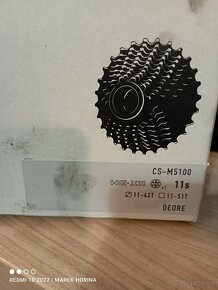 CS-M5100
HG-X11 11s
11-42T 11-51T
DEORE
REDMI 10 2022 | MAREK HORINA